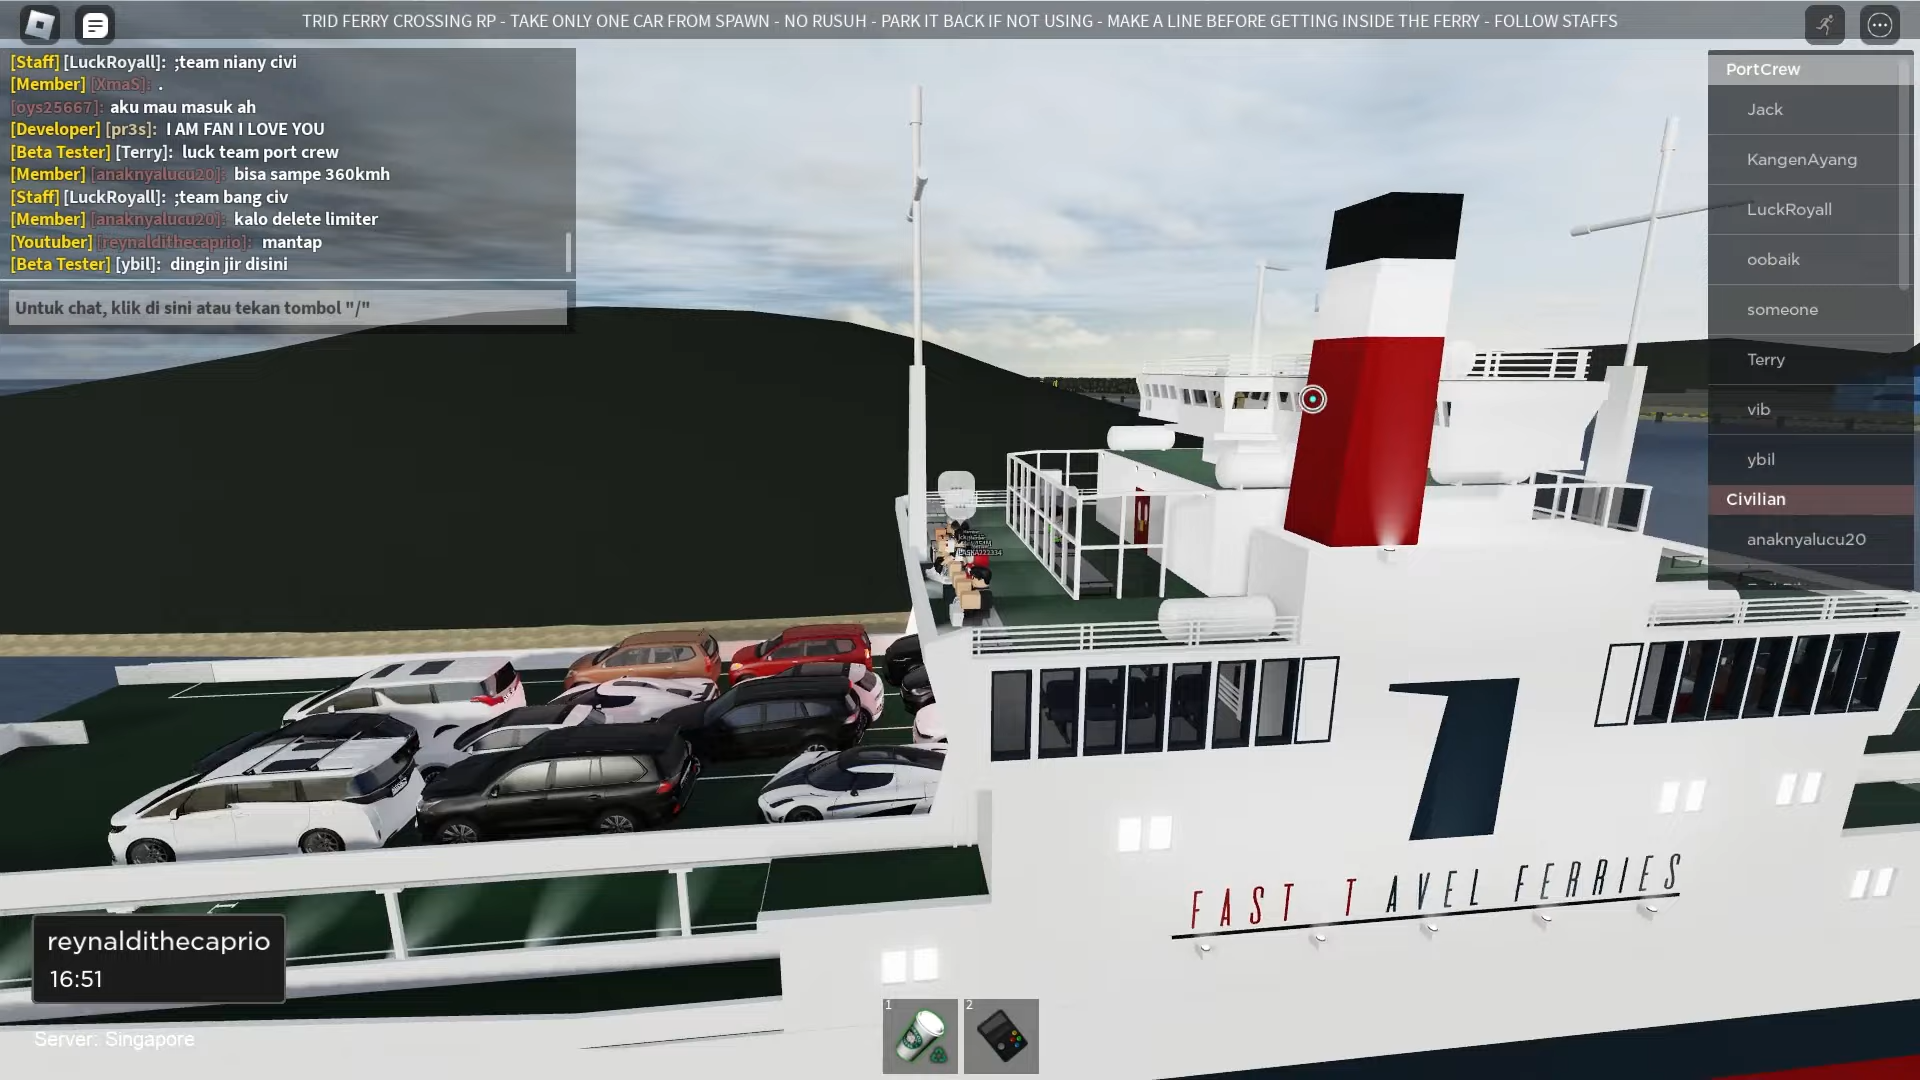 TRID FERRY CROSSING RP - TAKE ONLY ONE CAR FROM SPAWN - NO RUSUH - PARK IT BACK IF NOT USING - MAKE A LINE BEFORE GETTING INSIDE THE FERRY - FOLLOW STAFFS
[Staff] [LuckRoyall]: ;team niany civi
[Member] [XmaS]: .
[oys25667]: aku mau masuk ah
[Developer] [pr3s]: I AM FAN I LOVE YOU
[Beta Tester] [Terry]: luck team port crew
[Member] [anaknyalucu20]: bisa sampe 360kmh
[Staff] [LuckRoyall]: ;team bang civ
[Member] [anaknyalucu20]: kalo delete limiter
[Youtuber] [reynaldithecaprio]: mantap
[Beta Tester] [ybil]: dingin jir disini
Untuk chat, klik di sini atau tekan tombol "/"
PortCrew
Jack
KangenAyang
LuckRoyall
oobaik
someone
Terry
vib
ybil
Civilian
anaknyalucu20
1
FAST T AVEL FERRIES
reynaldithecaprio
16:51
Server: Singapore
1
2